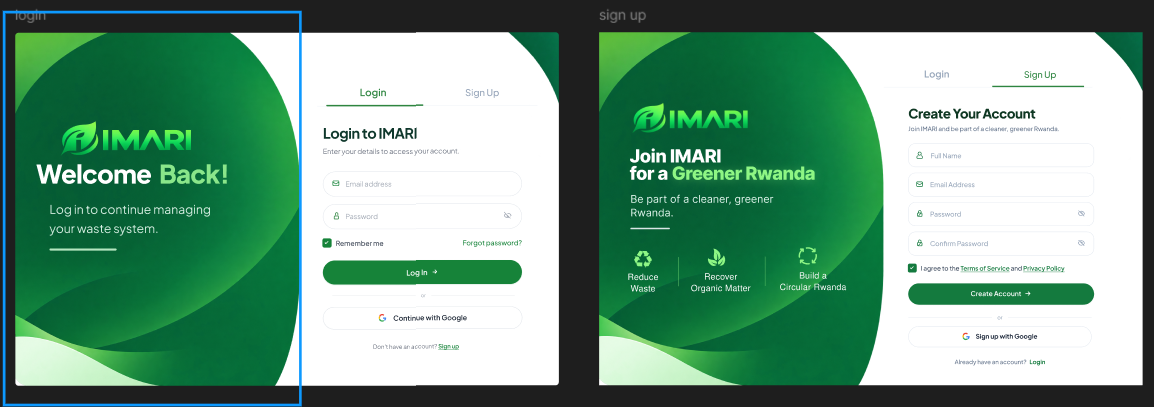 login
IMARI
Welcome Back!
Log in to continue managing
your waste system.
Login
Sign Up
Login to IMARI
Enter your details to access your account.
Email address
Password
Remember me
Forgot password?
Log In →
or
Continue with Google
Don't have an account? Sign up
sign up
IMARI
Join IMARI
for a Greener Rwanda
Be part of a cleaner, greener
Rwanda.
Reduce
Waste
Recover
Organic Matter
Build a
Circular Rwanda
Login
Sign Up
Create Your Account
Join IMARI and be part of a cleaner, greener Rwanda.
Full Name
Email Address
Password
Confirm Password
I agree to the Terms of Service and Privacy Policy
Create Account →
or
Sign up with Google
Already have an account? Login